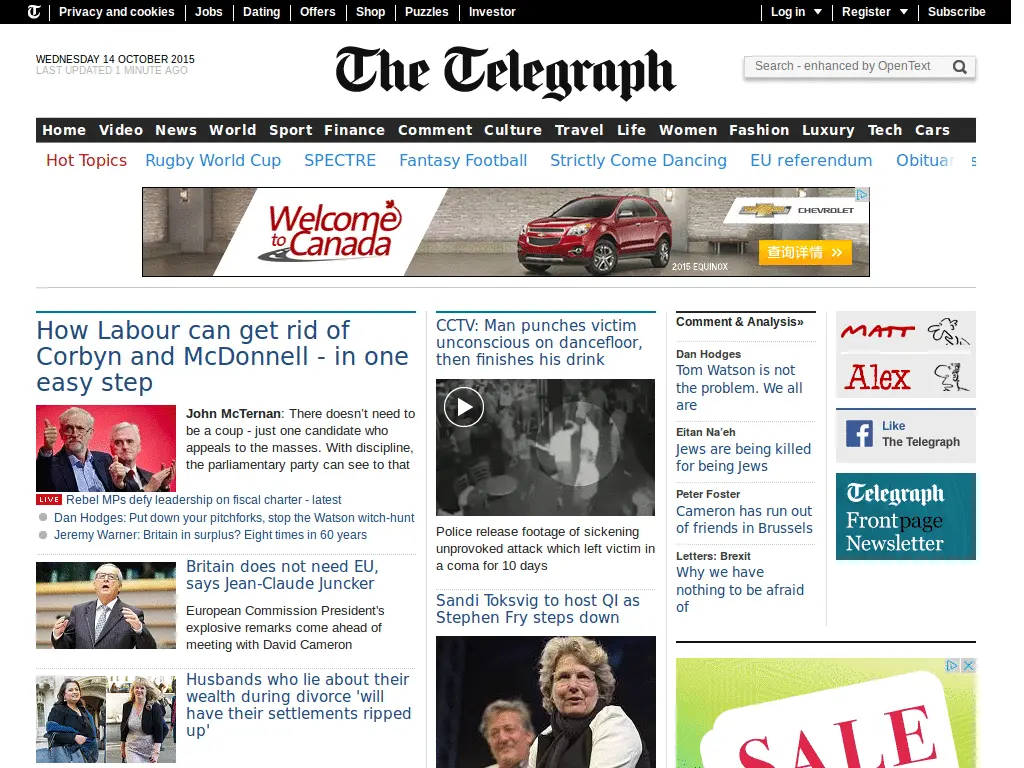 Privacy and cookies Jobs Dating Offers Shop Puzzles Investor Log in Register Subscribe
WEDNESDAY 14 OCTOBER 2015
LAST UPDATED 1 MINUTE AGO
The Telegraph
Search - enhanced by OpenText
Home Video News World Sport Finance Comment Culture Travel Life Women Fashion Luxury Tech Cars
Hot Topics Rugby World Cup SPECTRE Fantasy Football Strictly Come Dancing EU referendum Obituar s
Welcome
to Canada
2015 EQUINOX
CHEVROLET
查询详情 »
How Labour can get rid of
Corbyn and McDonnell - in one
easy step
John McTernan: There doesn't need to
be a coup - just one candidate who
appeals to the masses. With discipline,
the parliamentary party can see to that
LIVE Rebel MPs defy leadership on fiscal charter - latest
Dan Hodges: Put down your pitchforks, stop the Watson witch-hunt
Jeremy Warner: Britain in surplus? Eight times in 60 years
Britain does not need EU,
says Jean-Claude Juncker
European Commission President's
explosive remarks come ahead of
meeting with David Cameron
Husbands who lie about their
wealth during divorce 'will
have their settlements ripped
up'
CCTV: Man punches victim
unconscious on dancefloor,
then finishes his drink
Police release footage of sickening
unprovoked attack which left victim in
a coma for 10 days
Sandi Toksvig to host QI as
Stephen Fry steps down
Comment & Analysis»
Dan Hodges
Tom Watson is not
the problem. We all
are
Eitan Na'eh
Jews are being killed
for being Jews
Peter Foster
Cameron has run out
of friends in Brussels
Letters: Brexit
Why we have
nothing to be afraid
of
MATT
Alex
Like
The Telegraph
Telegraph
Frontpage
Newsletter
SALE